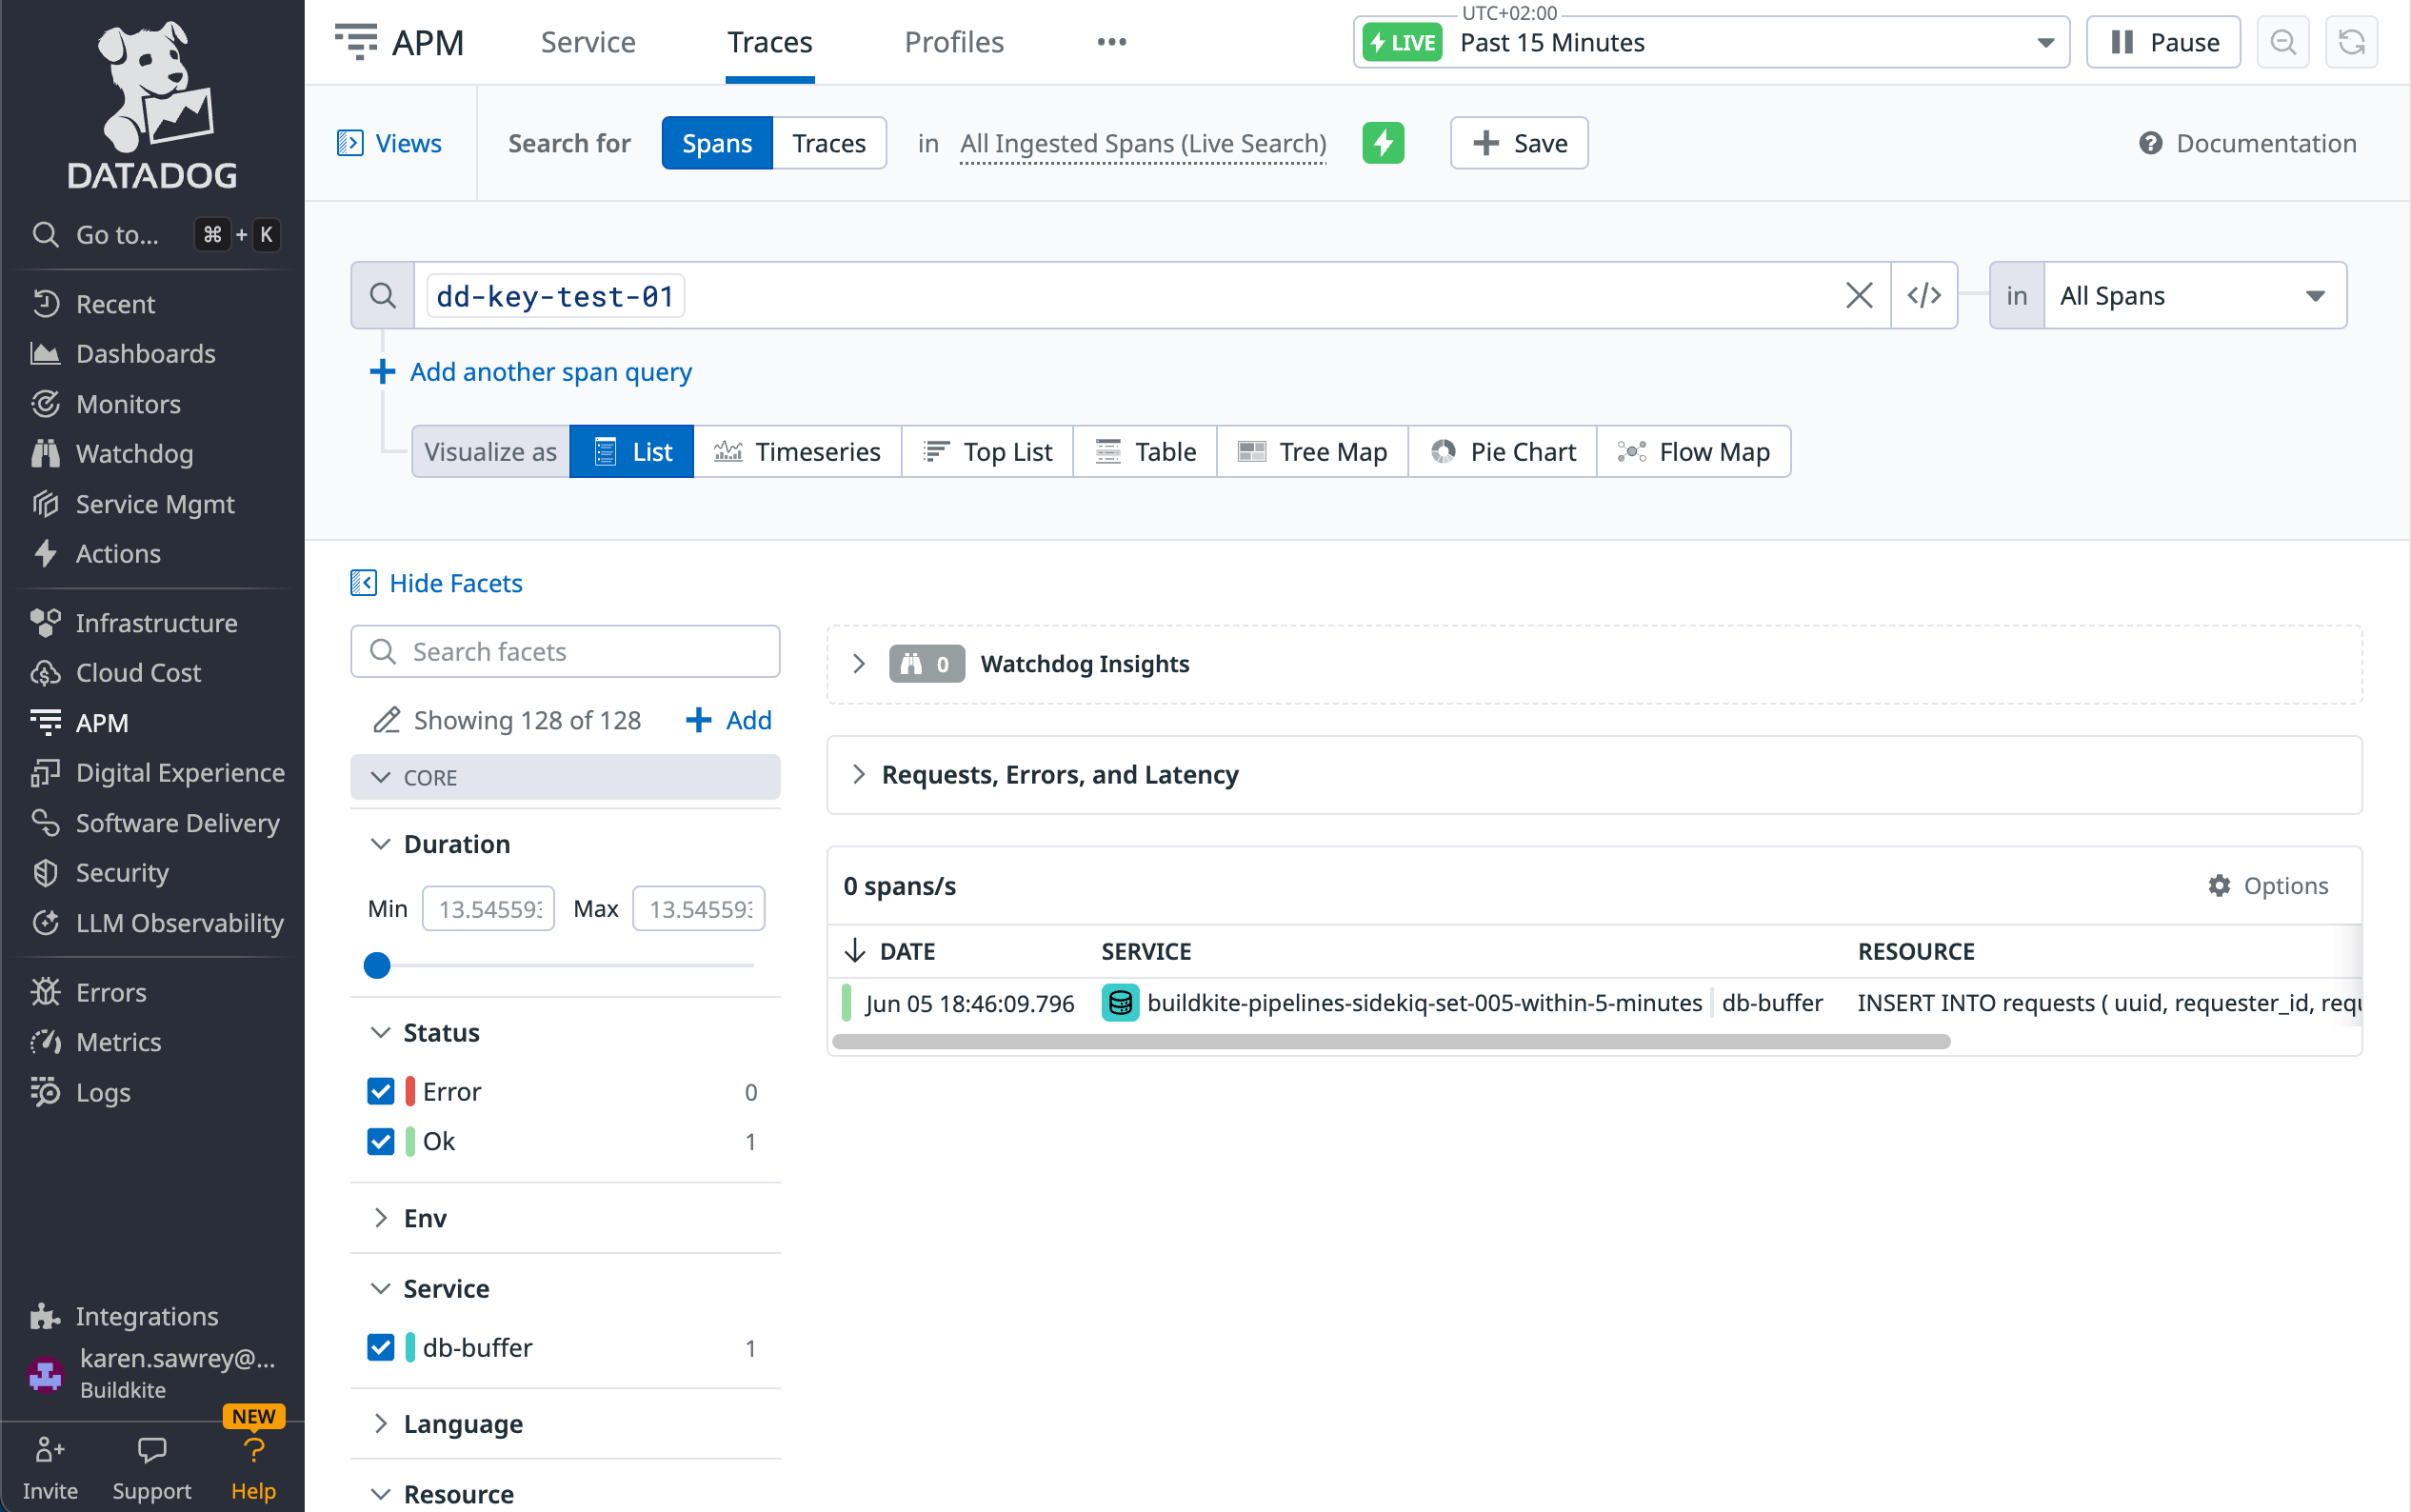 DATADOG
Go to... ⌘ + K
Recent
Dashboards
Monitors
Watchdog
Service Mgmt
Actions
Infrastructure
Cloud Cost
APM
Digital Experience
Software Delivery
Security
LLM Observability
Errors
Metrics
Logs
Integrations
karen.sawrey@...
Buildkite
NEW
Invite Support Help
APM Service Traces Profiles ...
UTC+02:00
LIVE Past 15 Minutes Pause
Views Search for Spans Traces in All Ingested Spans (Live Search) + Save Documentation
dd-key-test-01 </> in All Spans
+ Add another span query
Visualize as List Timeseries Top List Table Tree Map Pie Chart Flow Map
Hide Facets
Search facets
Showing 128 of 128 + Add
CORE
Duration
Min 13.545593 Max 13.545593
Status
Error 0
Ok 1
Env
Service
db-buffer 1
Language
Resource
0 Watchdog Insights
Requests, Errors, and Latency
0 spans/s Options
DATE SERVICE RESOURCE
Jun 05 18:46:09.796 buildkite-pipelines-sidekiq-set-005-within-5-minutes db-buffer INSERT INTO requests ( uuid, requester_id, requ